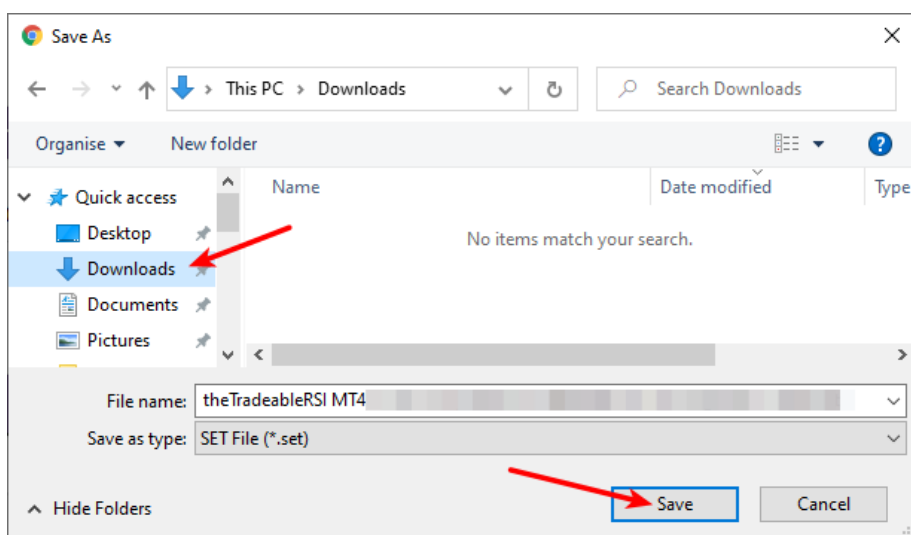 Save As
This PC > Downloads
Search Downloads
Organise
New folder
?
Quick access
Desktop
Downloads
Documents
Pictures
Name
Date modified
Type
No items match your search.
File name: theTradeableRSI MT4
Save as type: SET File (*.set)
Hide Folders
Save
Cancel